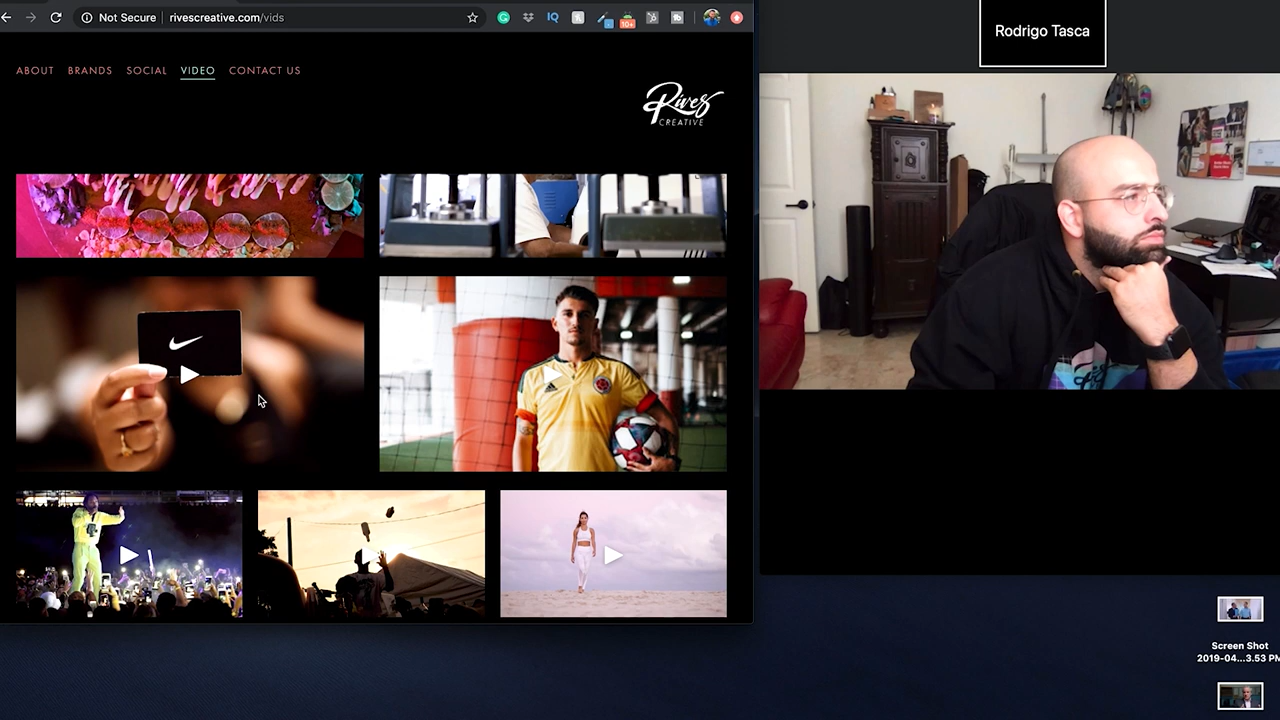 Not Secure
rivescreative.com/vids
10+
Rodrigo Tasca
ABOUT
BRANDS
SOCIAL
VIDEO
CONTACT US
Rives
CREATIVE
Screen Shot
2019-04...3.53 PM